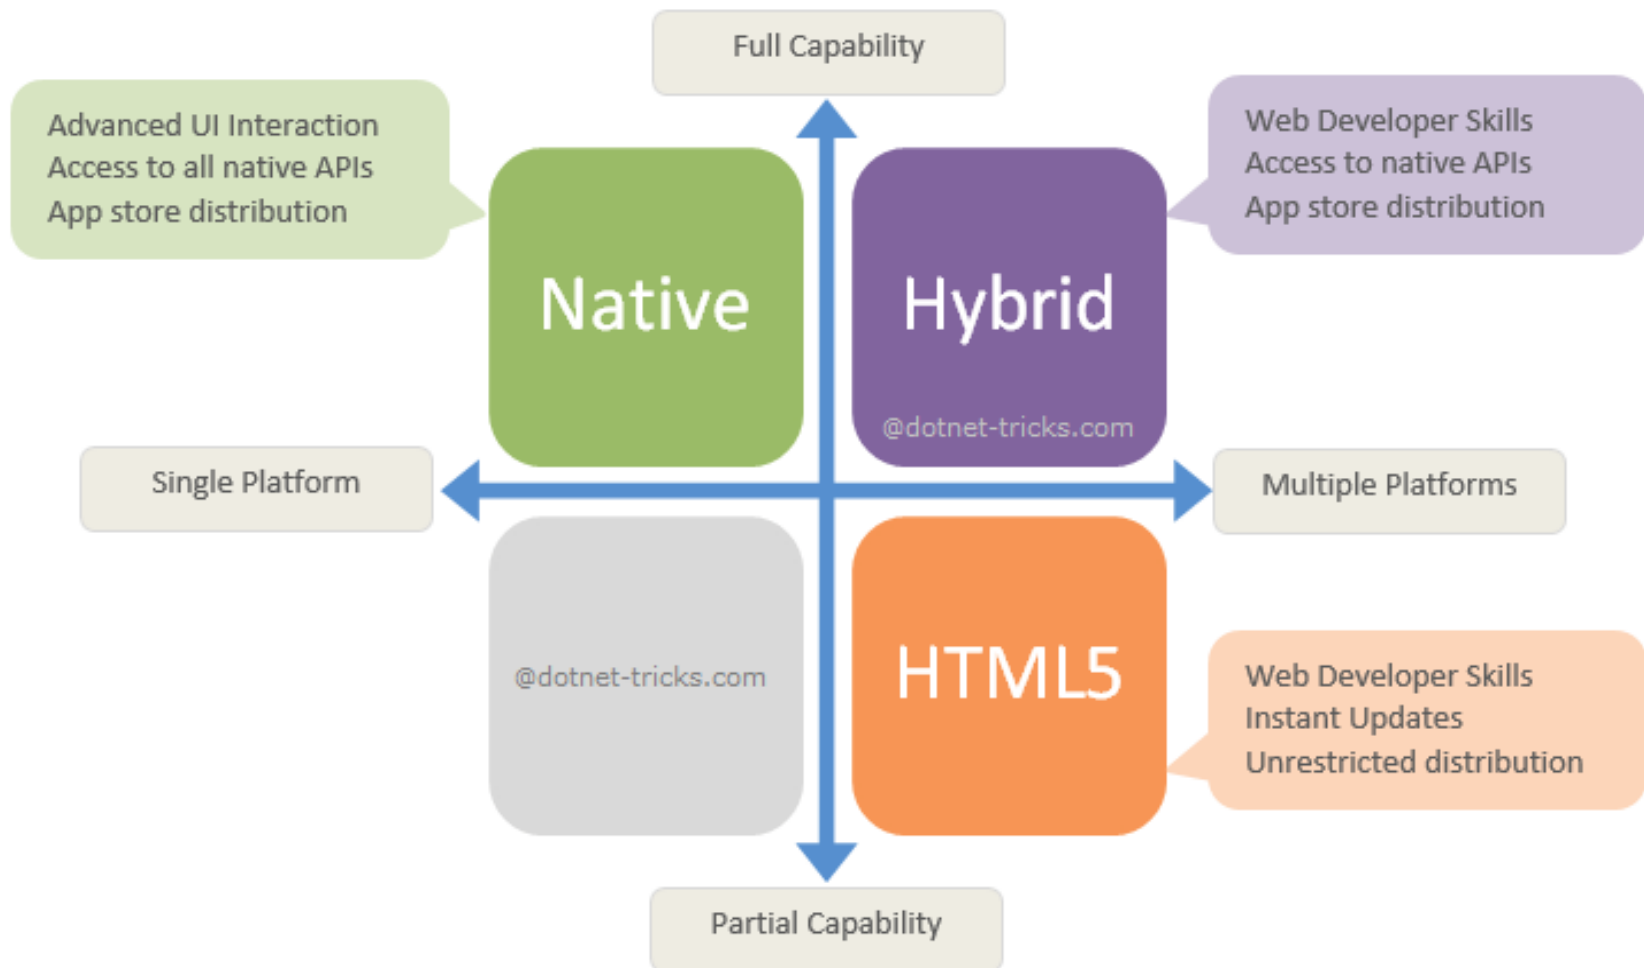 Full Capability
Advanced UI Interaction
Access to all native APIs
App store distribution
Web Developer Skills
Access to native APIs
App store distribution
Native
Hybrid
@dotnet-tricks.com
Single Platform
Multiple Platforms
@dotnet-tricks.com
HTML5
Web Developer Skills
Instant Updates
Unrestricted distribution
Partial Capability